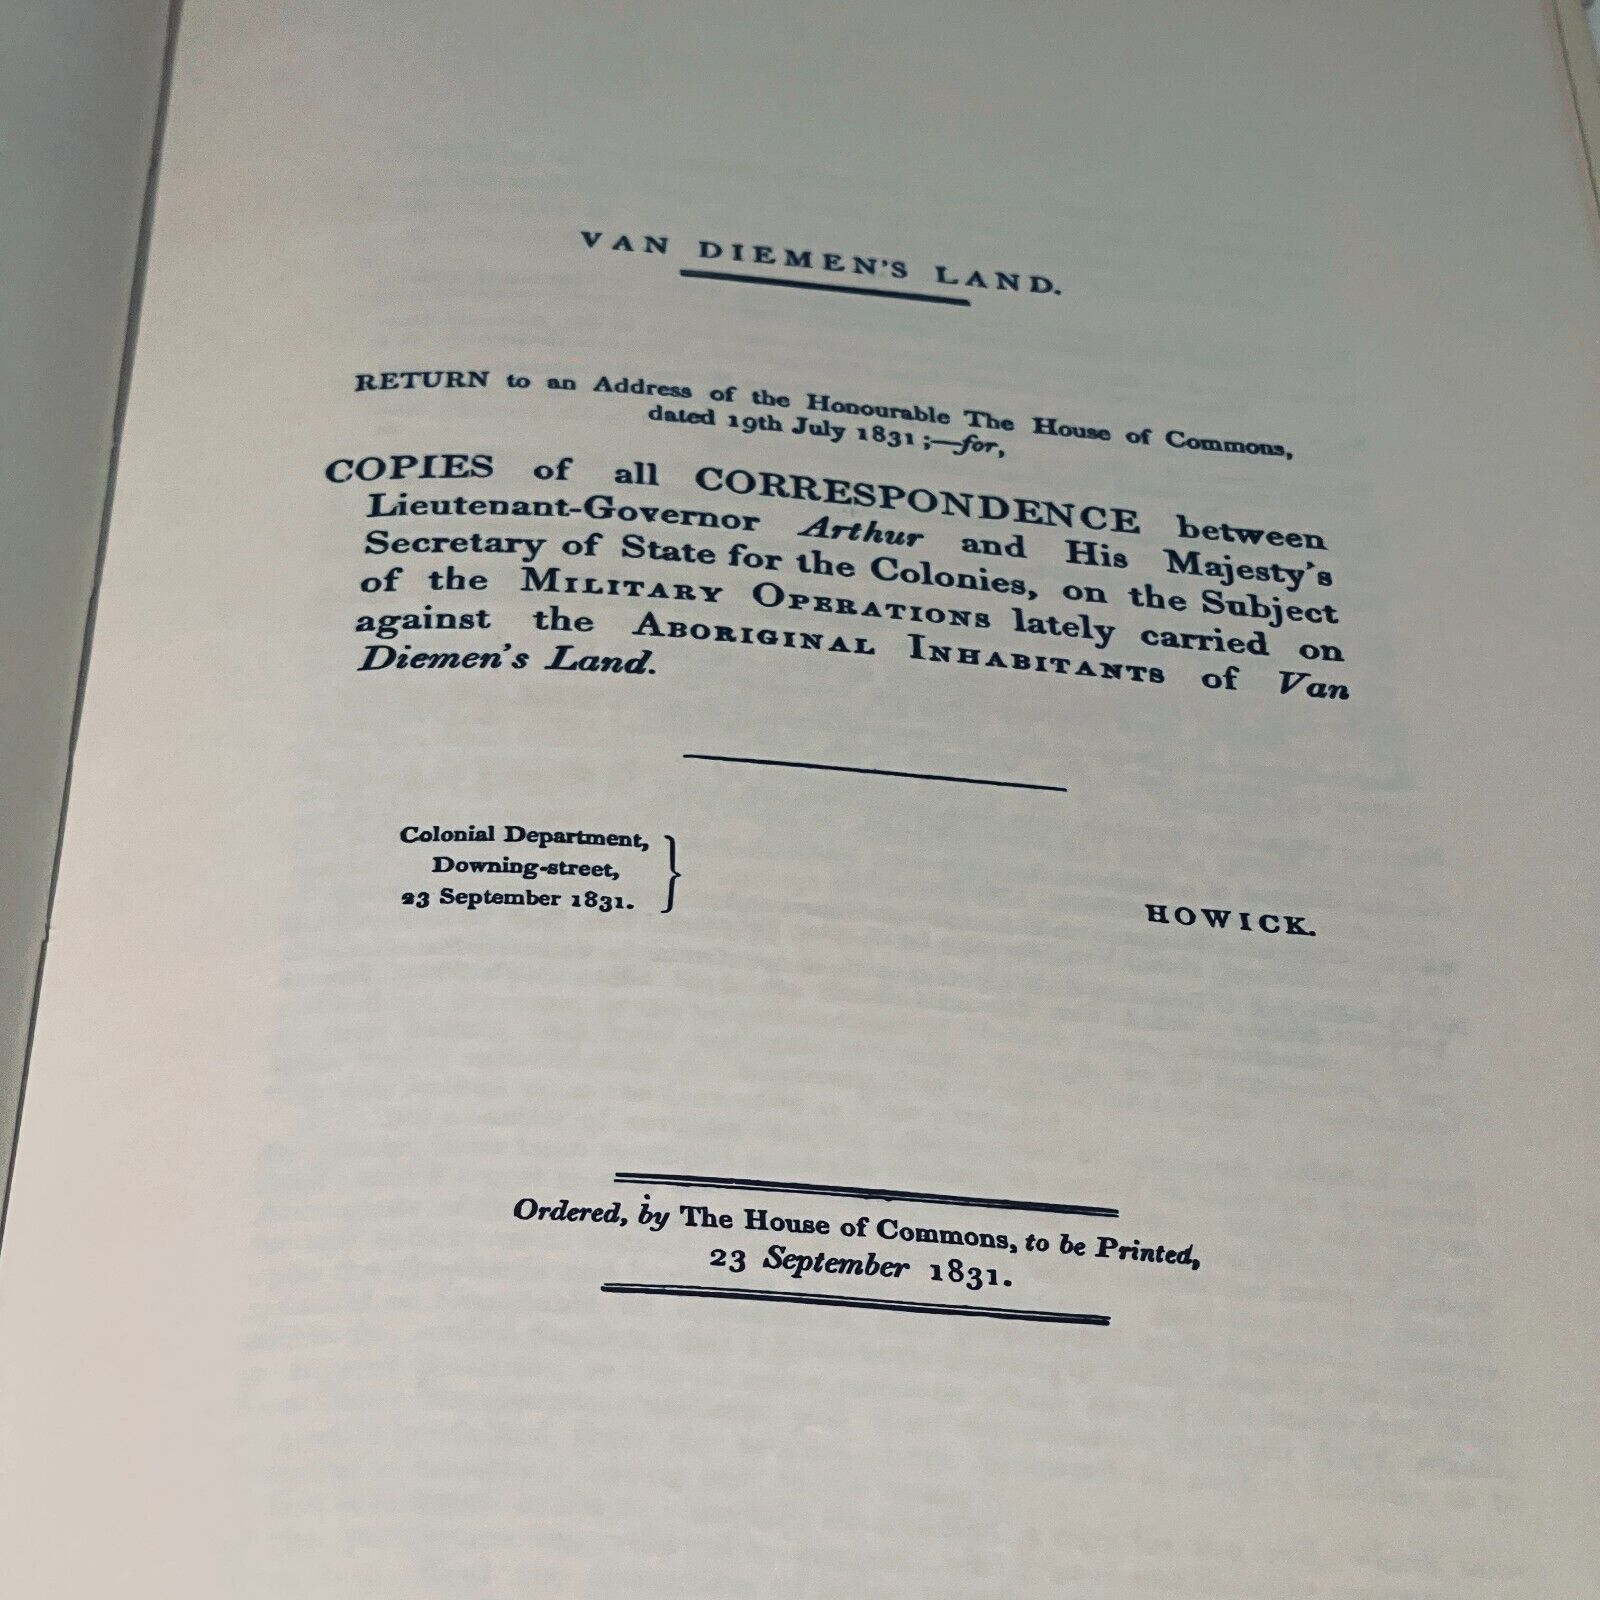 VAN DIEMEN'S LAND.
RETURN to an Address of the Honourable The House of Commons,
dated 19th July 1831;—for,
COPIES of all CORRESPONDENCE between
Lieutenant-Governor Arthur and His Majesty's
Secretary of State for the Colonies, on the Subject
of the MILITARY OPERATIONS lately carried on
against the ABORIGINAL INHABITANTS of Van
Diemen's Land.
Colonial Department,
Downing-street,
23 September 1831.
HOWICK.
Ordered, by The House of Commons, to be Printed,
23 September 1831.